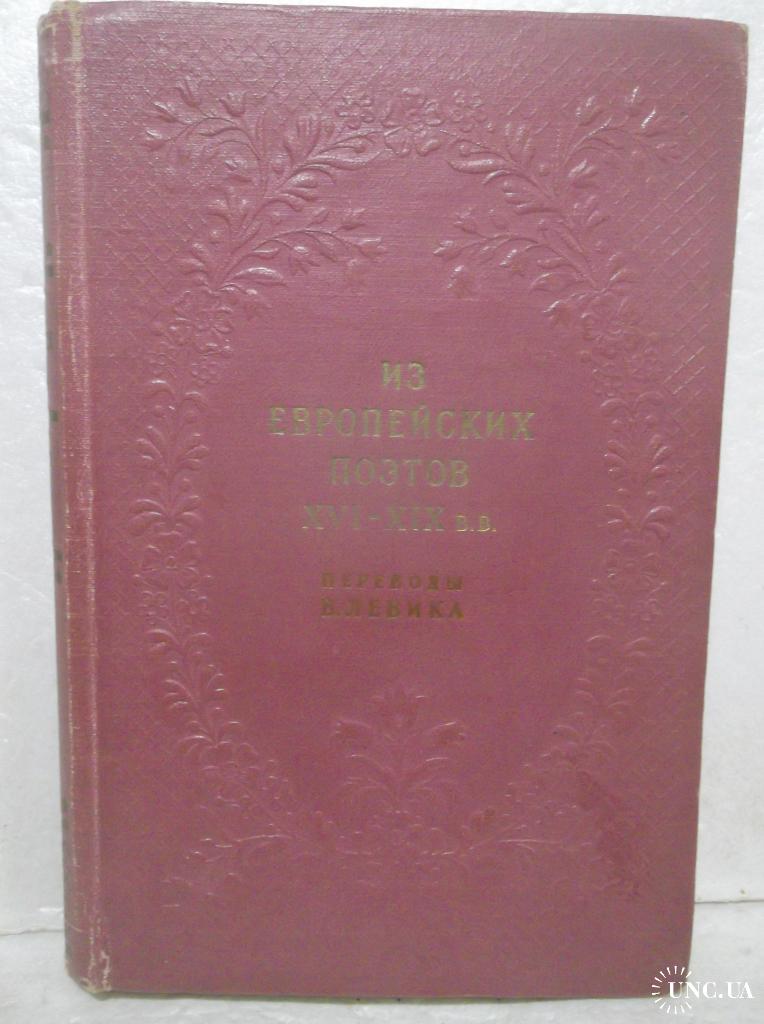 ИЗ
ЕВРОПЕЙСКИХ
ПОЭТОВ
XVI-XIX В.В.
ПЕРЕВОДЫ
В.ЛЕВИКА
UNC.UA